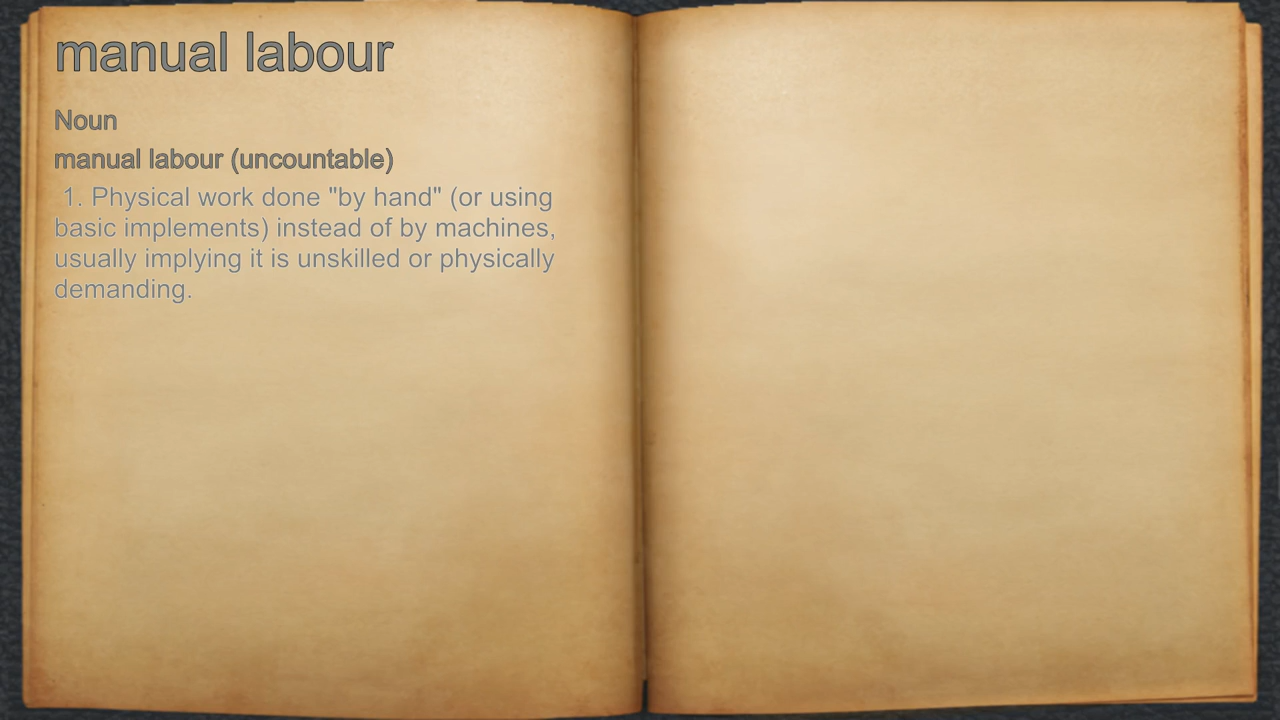 manual labour
Noun
manual labour (uncountable)
1. Physical work done "by hand" (or using
basic implements) instead of by machines,
usually implying it is unskilled or physically
demanding.